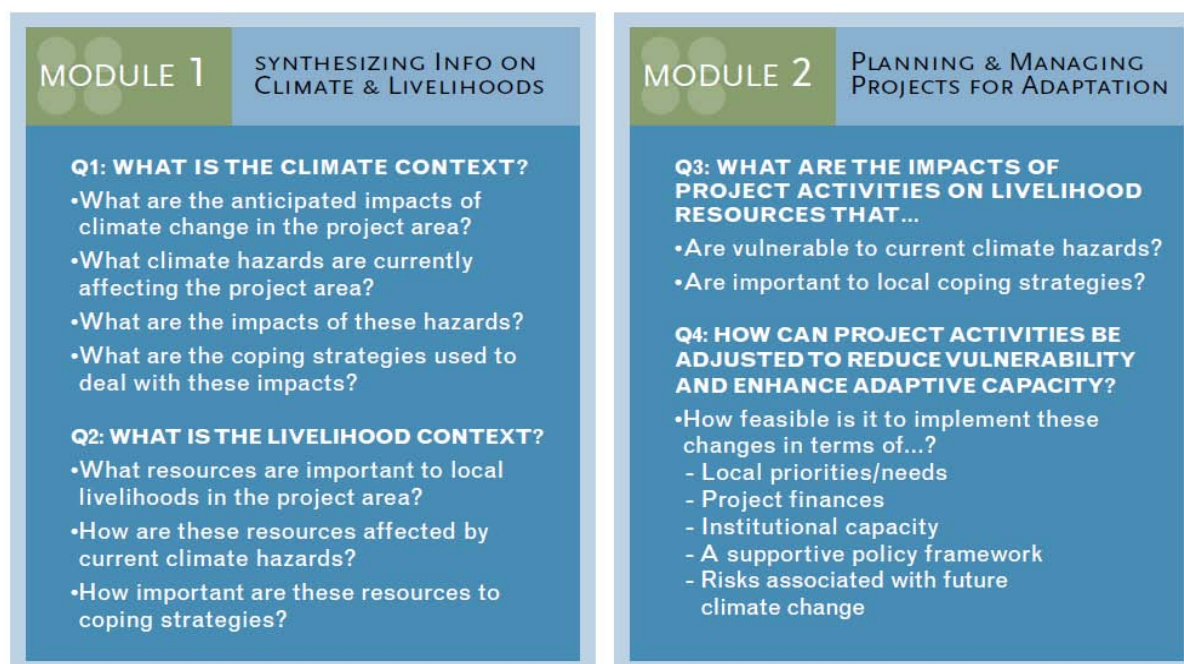 MODULE 1
SYNTHESIZING INFO ON
CLIMATE & LIVELIHOODS
Q1: WHAT IS THE CLIMATE CONTEXT?
•What are the anticipated impacts of
climate change in the project area?
•What climate hazards are currently
affecting the project area?
•What are the impacts of these hazards?
•What are the coping strategies used to
deal with these impacts?
Q2: WHAT IS THE LIVELIHOOD CONTEXT?
•What resources are important to local
livelihoods in the project area?
•How are these resources affected by
current climate hazards?
•How important are these resources to
coping strategies?
MODULE 2
PLANNING & MANAGING
PROJECTS FOR ADAPTATION
Q3: WHAT ARE THE IMPACTS OF
PROJECT ACTIVITIES ON LIVELIHOOD
RESOURCES THAT...
•Are vulnerable to current climate hazards?
•Are important to local coping strategies?
Q4: HOW CAN PROJECT ACTIVITIES BE
ADJUSTED TO REDUCE VULNERABILITY
AND ENHANCE ADAPTIVE CAPACITY?
•How feasible is it to implement these
changes in terms of...?
- Local priorities/needs
- Project finances
- Institutional capacity
- A supportive policy framework
- Risks associated with future
climate change